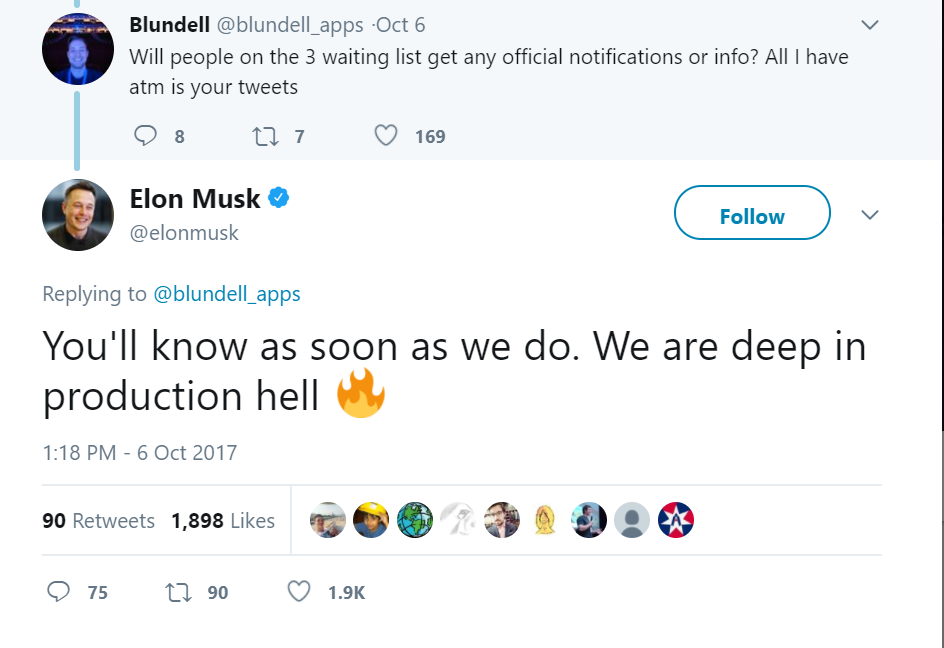 Blundell @blundell_apps ·Oct 6
Will people on the 3 waiting list get any official notifications or info? All I have
atm is your tweets
8 7 169
Elon Musk
@elonmusk
Follow
Replying to @blundell_apps
You'll know as soon as we do. We are deep in
production hell 🔥
1:18 PM - 6 Oct 2017
90 Retweets 1,898 Likes
A
75 90 1.9K